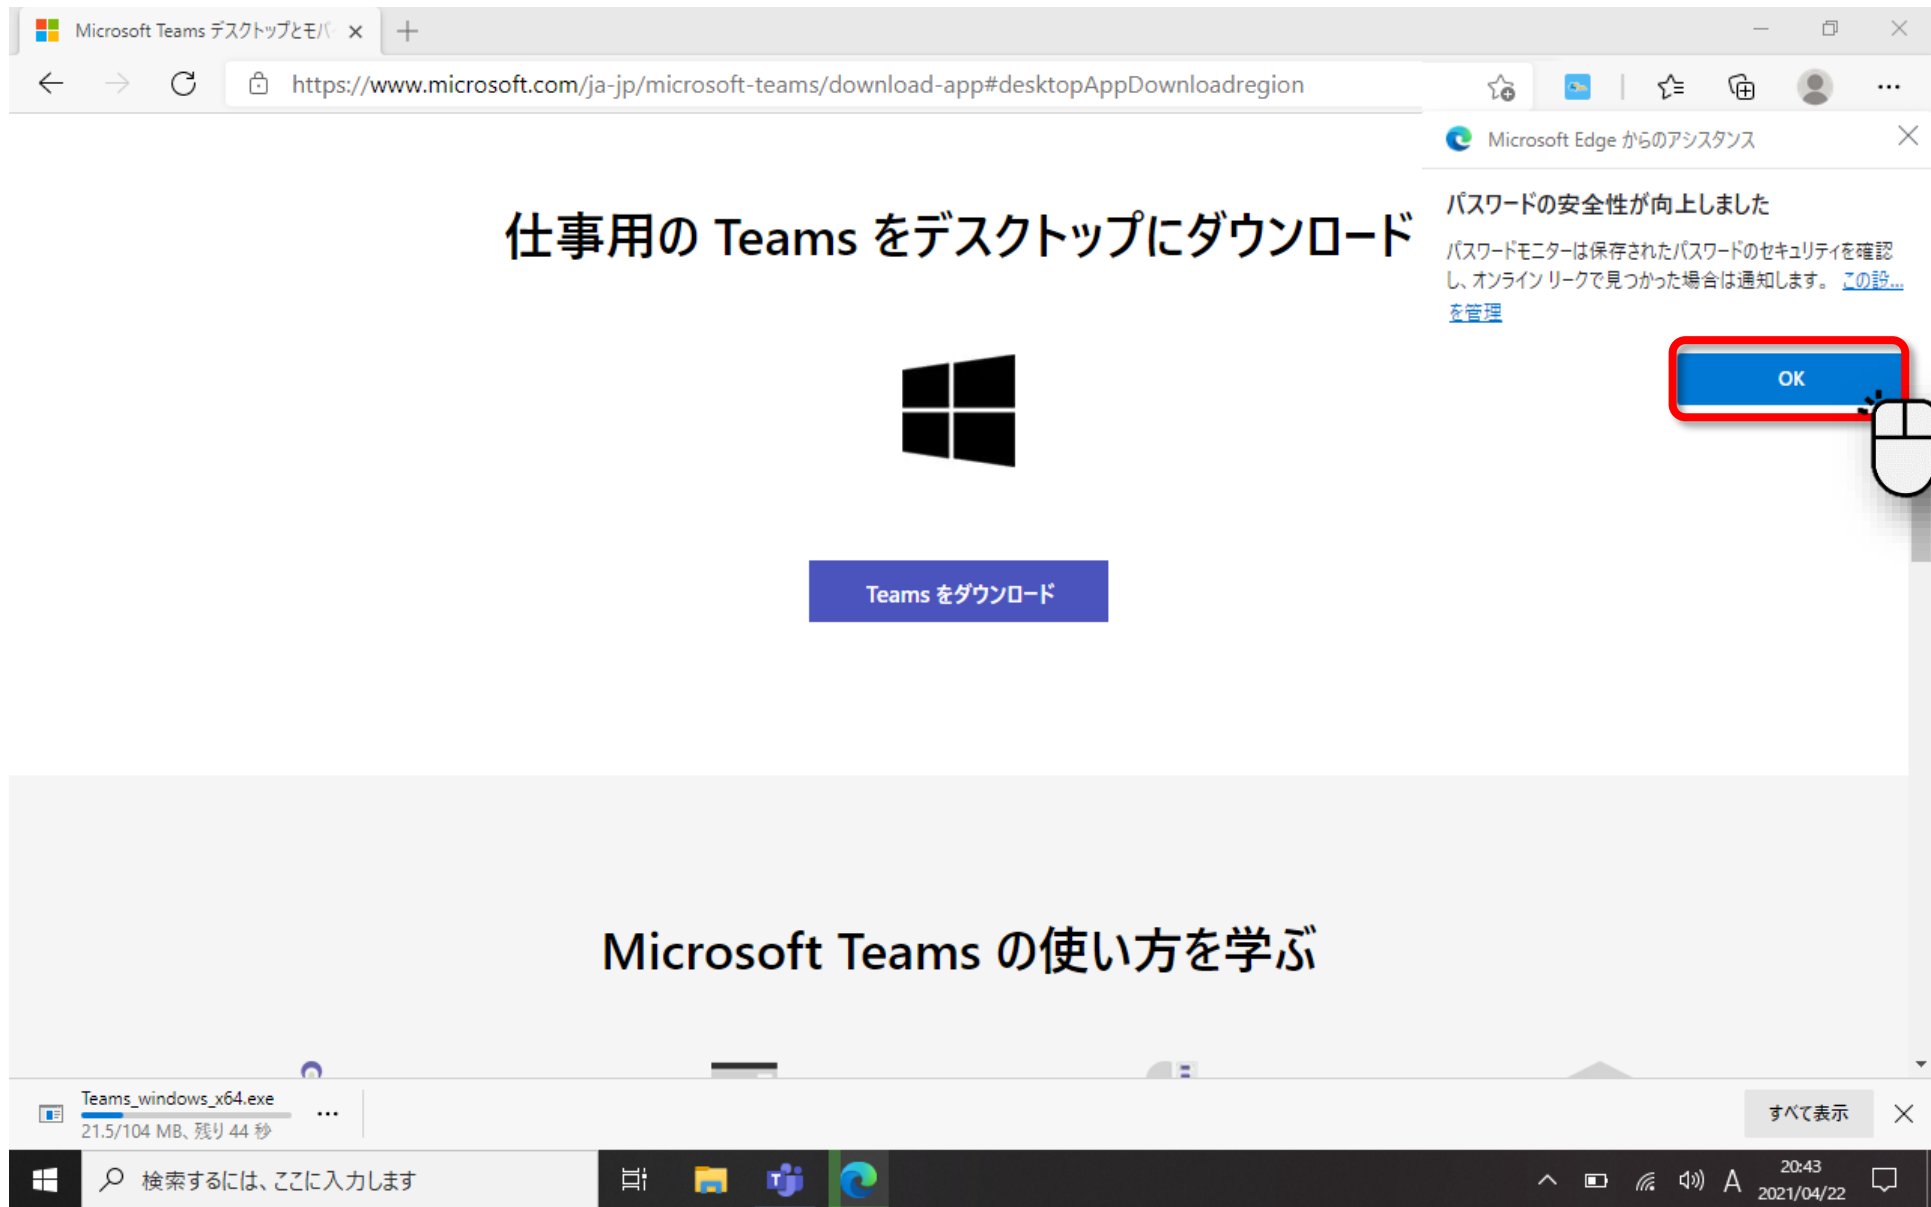 Microsoft Teams デスクトップとモバ
https://www.microsoft.com/ja-jp/microsoft-teams/download-app#desktopAppDownloadregion
Microsoft Edge からのアシスタンス
パスワードの安全性が向上しました
パスワードモニターは保存されたパスワードのセキュリティを確認
し、オンライン リークで見つかった場合は通知します。 この設...
を管理
OK
仕事用の Teams をデスクトップにダウンロード
Teams をダウンロード
Microsoft Teams の使い方を学ぶ
Teams_windows_x64.exe
21.5/104 MB、残り 44 秒
すべて表示
検索するには、ここに入力します
A
20:43
2021/04/22